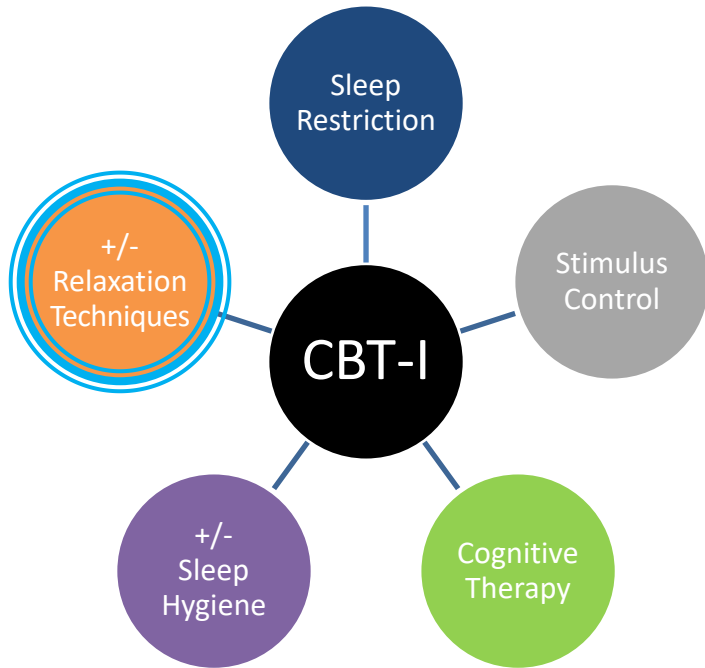 Sleep
Restriction
+/-
Relaxation
Techniques
Stimulus
Control
CBT-I
+/-
Sleep
Hygiene
Cognitive
Therapy